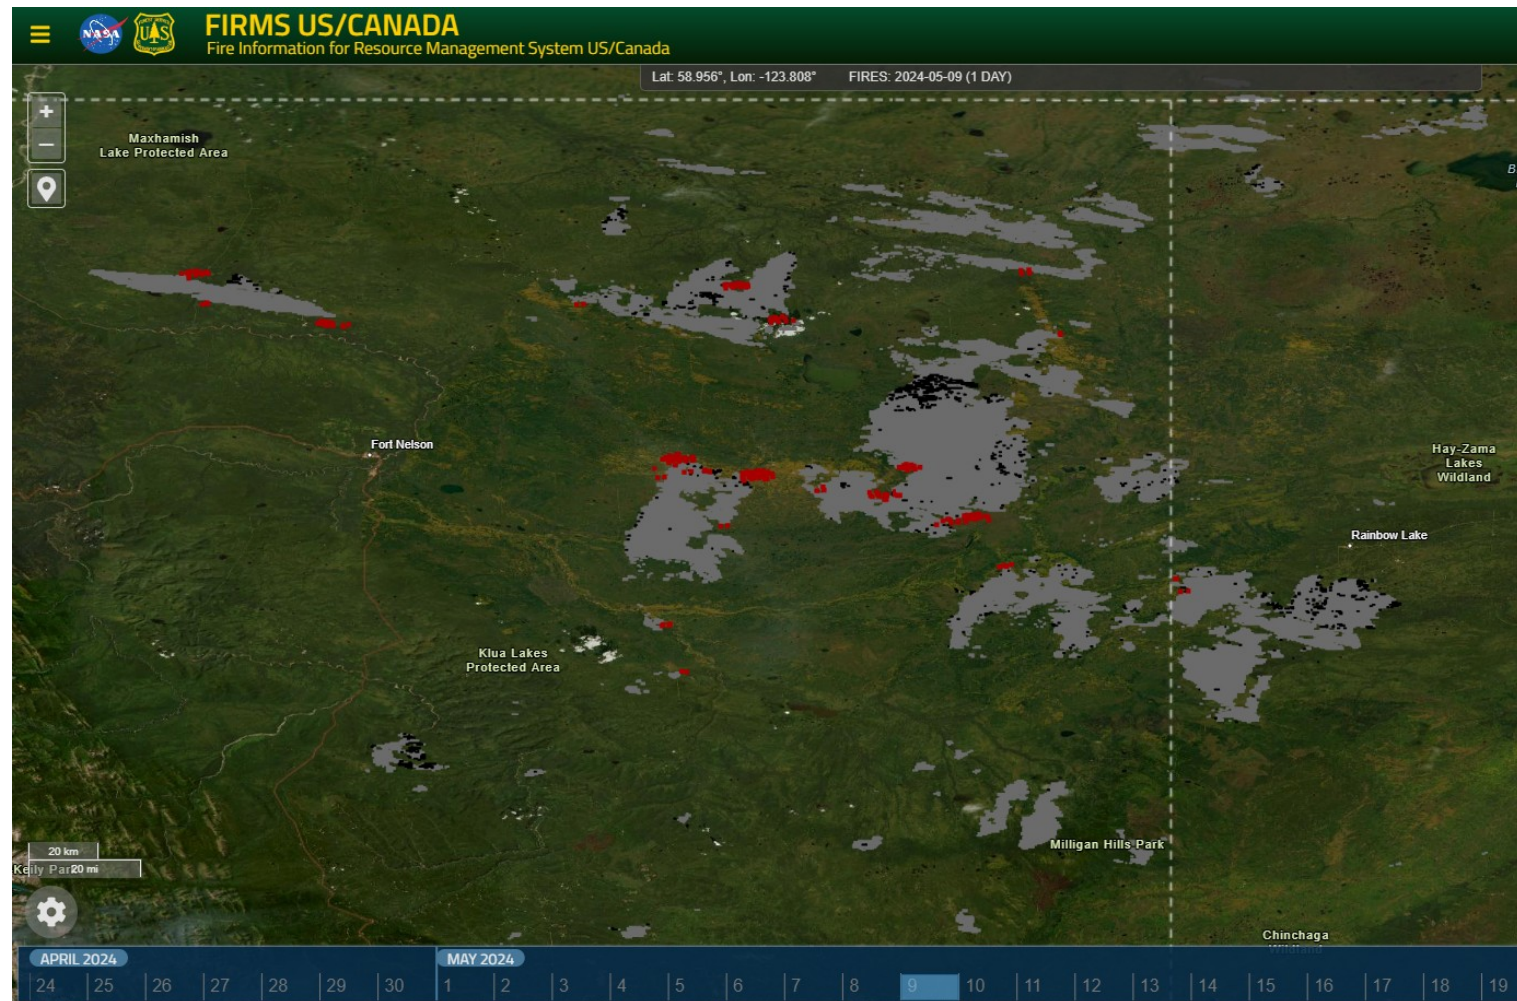 NASA
FOREST SERVICE
U S
FIRMS US/CANADA
Fire Information for Resource Management System US/Canada
Lat: 58.956°, Lon: -123.808°
FIRES: 2024-05-09 (1 DAY)
+
−
Maxhamish
Lake Protected Area
B
Fort Nelson
Hay-Zama
Lakes
Wildland
Rainbow Lake
Klua Lakes
Protected Area
Milligan Hills Park
20 km
20 mi
Chinchaga
Wildland
APRIL 2024
MAY 2024
24 25 26 27 28 29 30 1 2 3 4 5 6 7 8 9 10 11 12 13 14 15 16 17 18 19